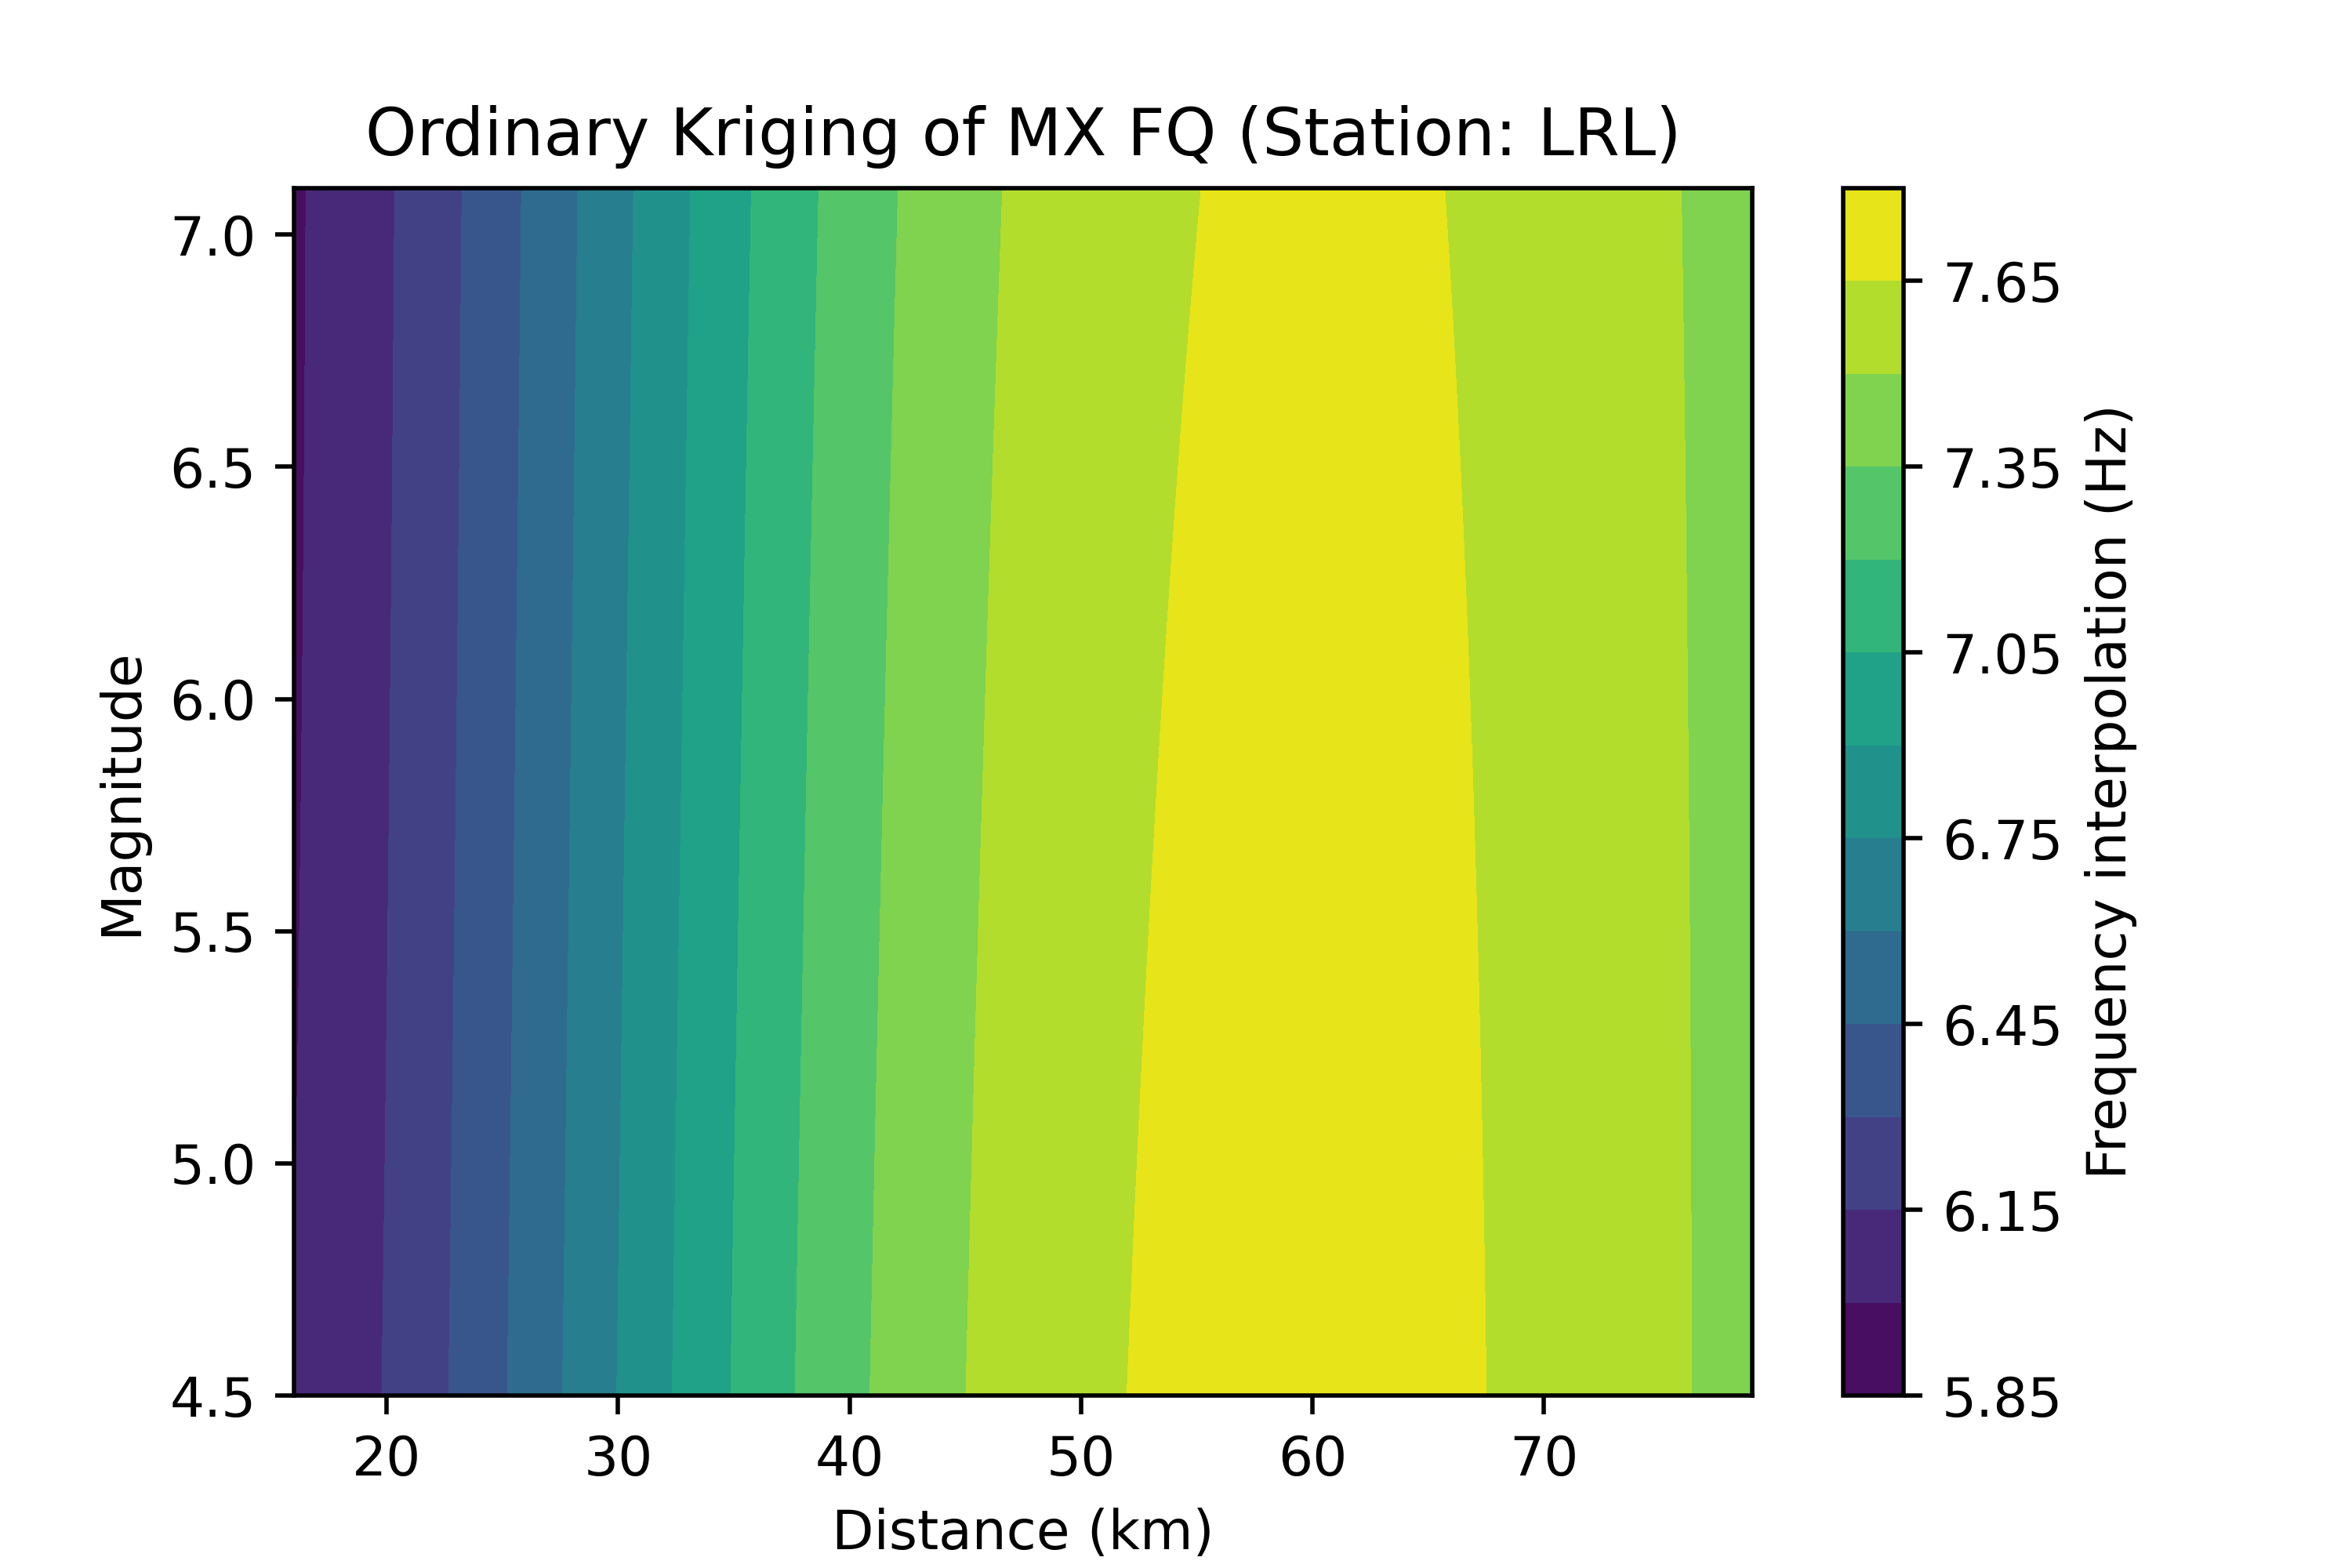 Ordinary Kriging of MX FQ (Station: LRL)
Magnitude
7.0
6.5
6.0
5.5
5.0
4.5
20 30 40 50 60 70
Distance (km)
7.65
7.35
7.05
6.75
6.45
6.15
5.85
Frequency interpolation (Hz)